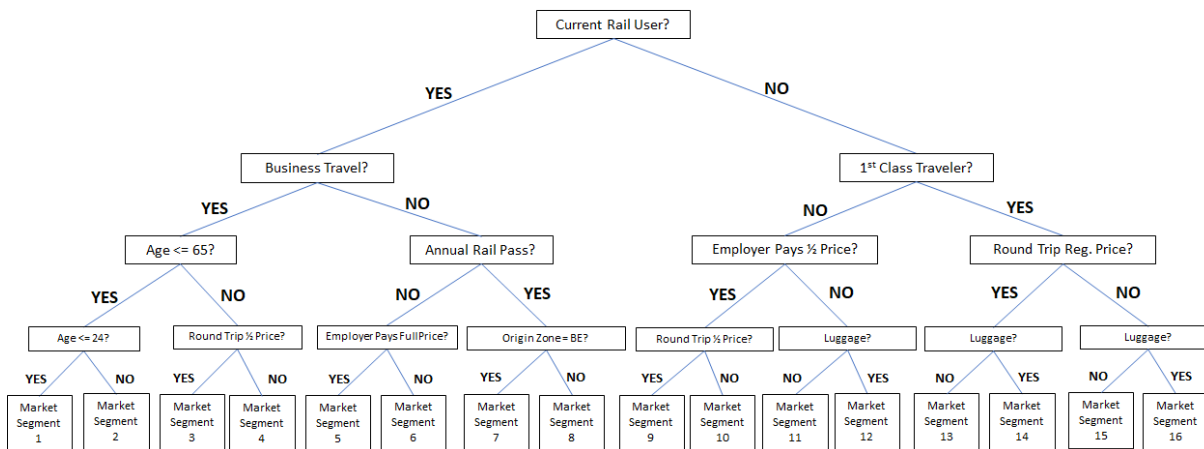 Current Rail User?
YES
NO
Business Travel?
1st Class Traveler?
YES
NO
NO
YES
Age <= 65?
Annual Rail Pass?
Employer Pays ½ Price?
Round Trip Reg. Price?
YES
NO
NO
YES
YES
NO
YES
NO
Age <= 24?
Round Trip ½ Price?
Employer Pays Full Price?
Origin Zone = BE?
Round Trip ½ Price?
Luggage?
Luggage?
Luggage?
YES
NO
YES
NO
YES
NO
YES
NO
YES
NO
NO
YES
NO
YES
NO
YES
Market
Segment
1
Market
Segment
2
Market
Segment
3
Market
Segment
4
Market
Segment
5
Market
Segment
6
Market
Segment
7
Market
Segment
8
Market
Segment
9
Market
Segment
10
Market
Segment
11
Market
Segment
12
Market
Segment
13
Market
Segment
14
Market
Segment
15
Market
Segment
16